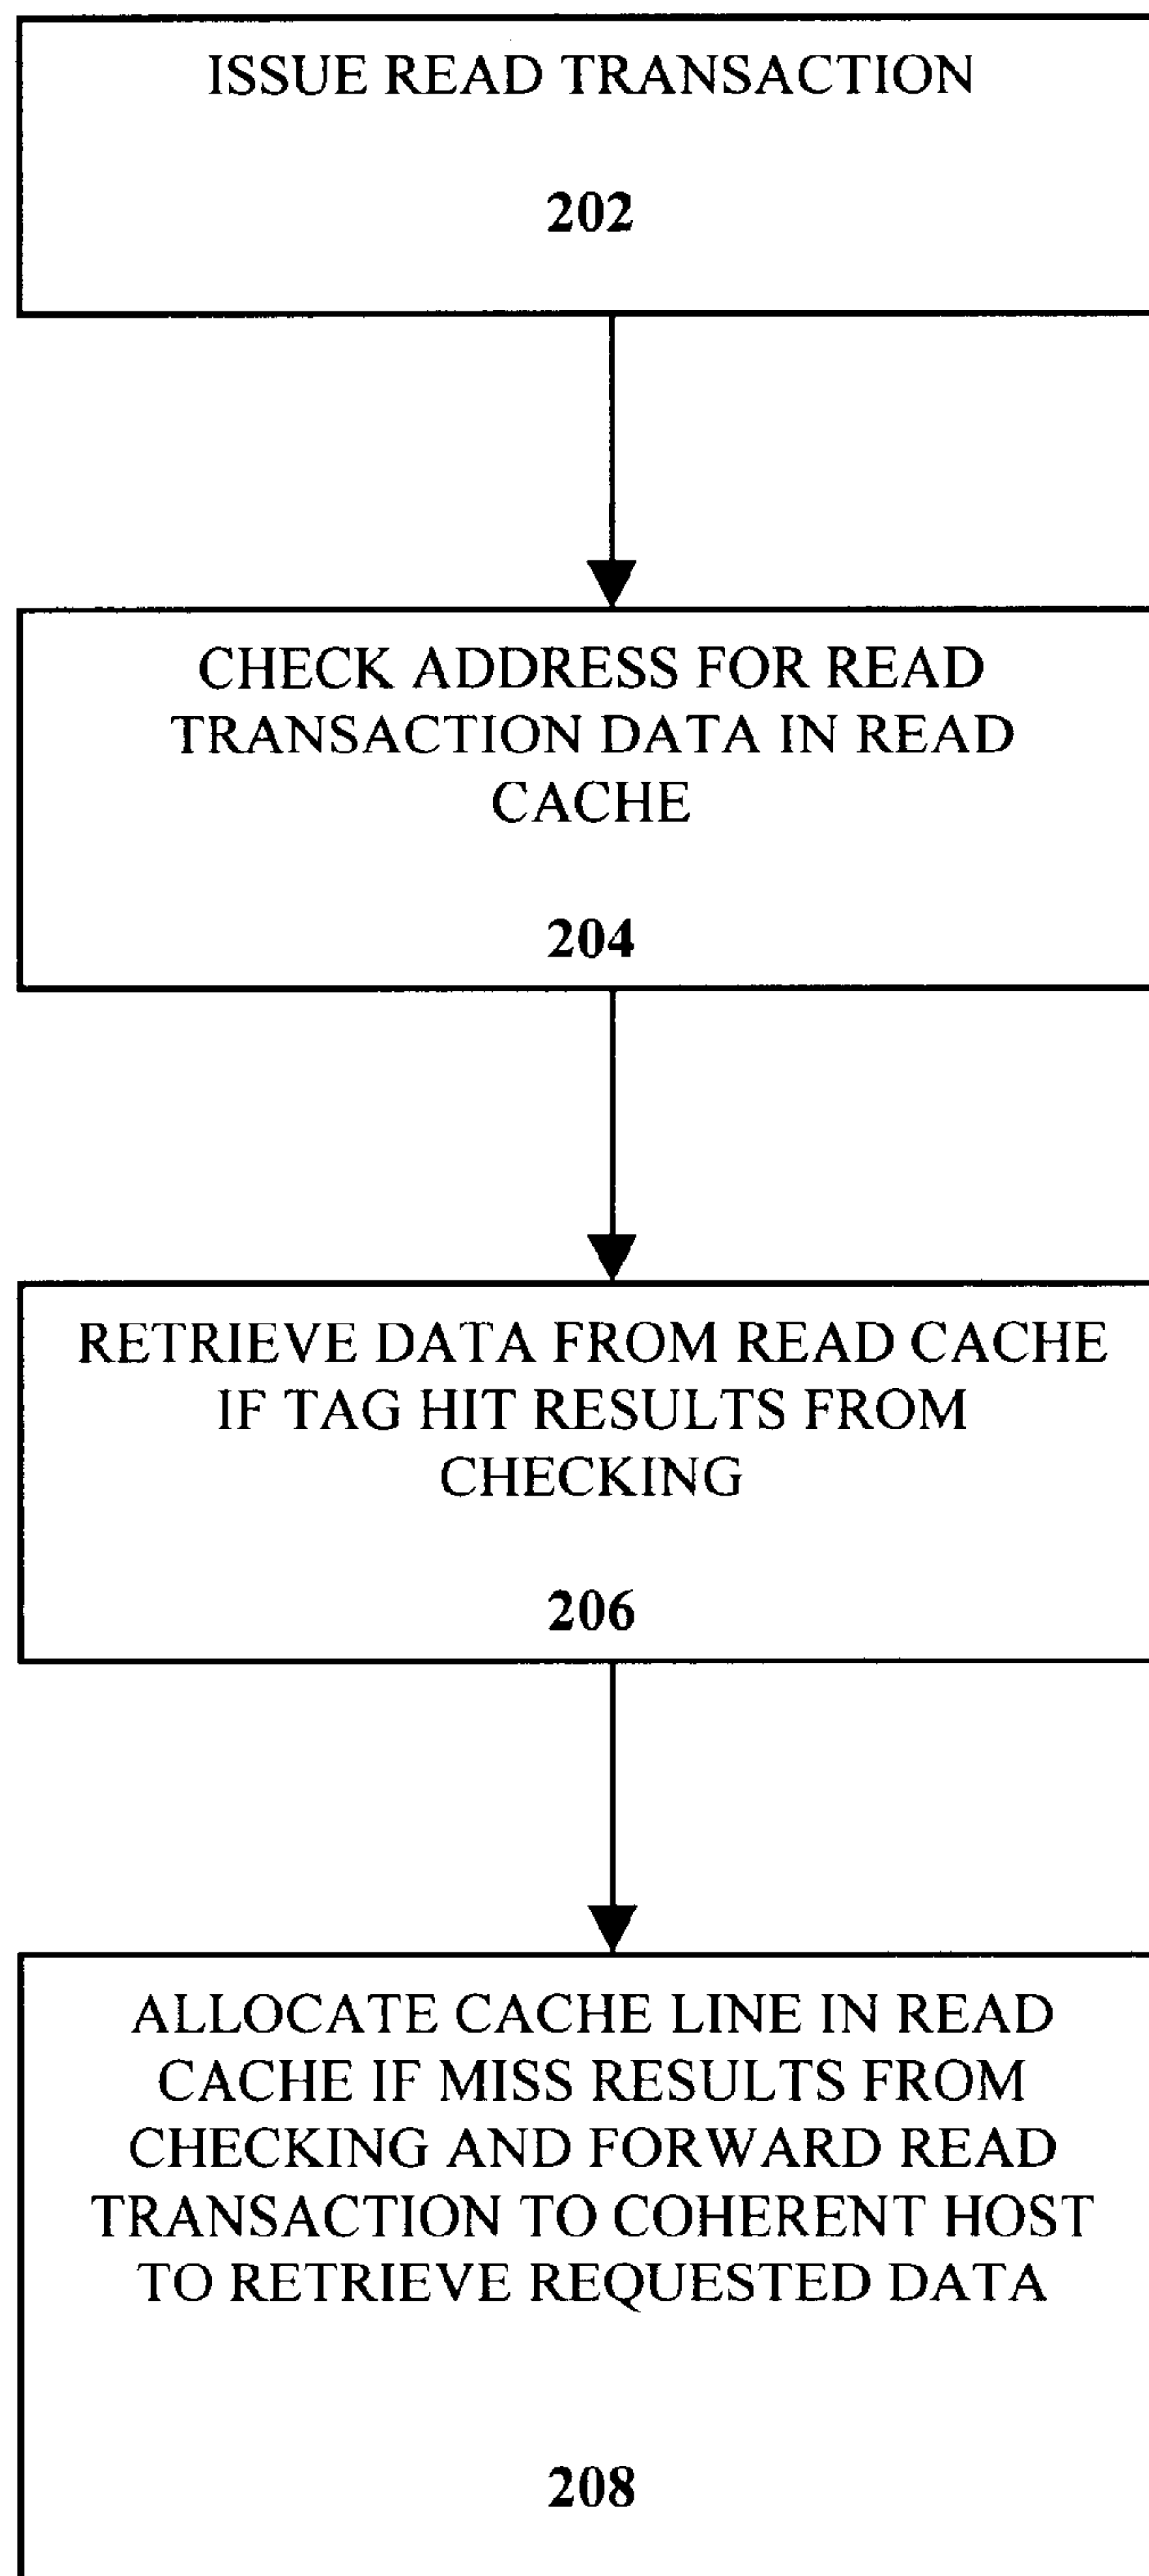 ISSUE READ TRANSACTION
202
CHECK ADDRESS FOR READ
TRANSACTION DATA IN READ
CACHE
204
RETRIEVE DATA FROM READ CACHE
IF TAG HIT RESULTS FROM
CHECKING
206
ALLOCATE CACHE LINE IN READ
CACHE IF MISS RESULTS FROM
CHECKING AND FORWARD READ
TRANSACTION TO COHERENT HOST
TO RETRIEVE REQUESTED DATA
208